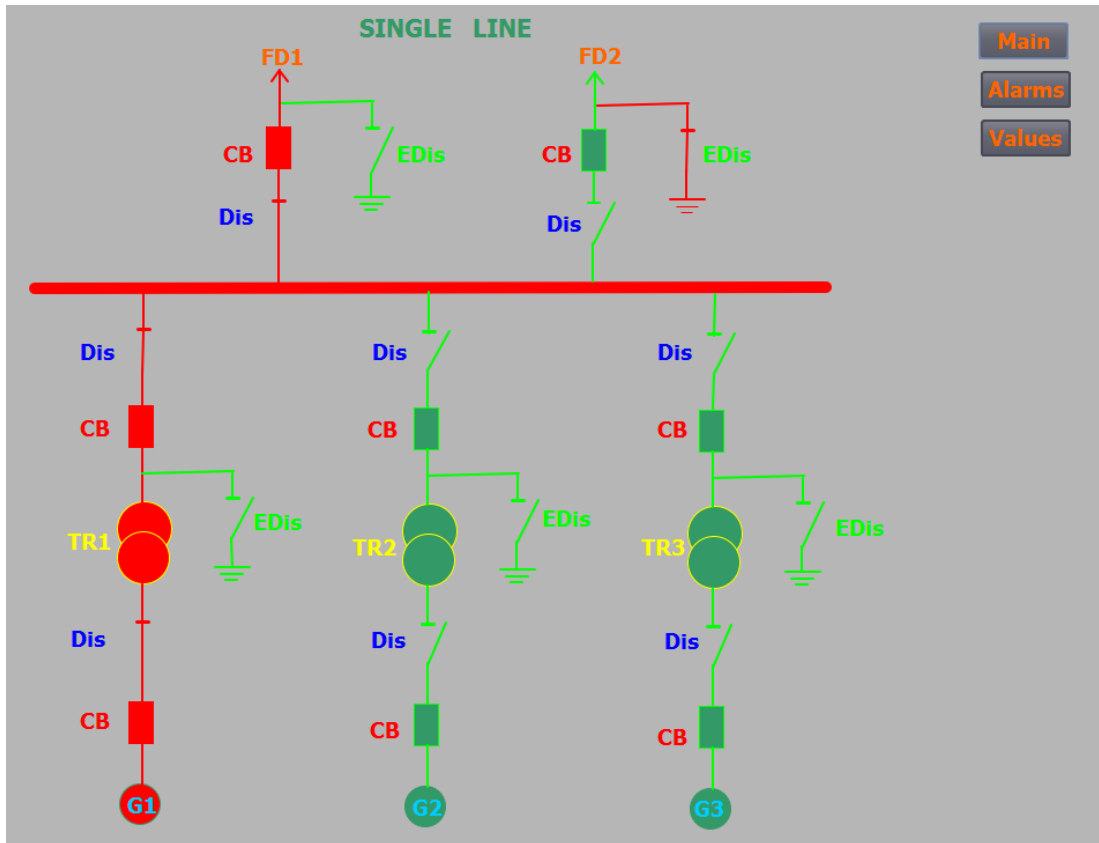 SINGLE LINE
Main
FD1
FD2
Alarms
Values
CB
EDis
CB
EDis
Dis
Dis
Dis
Dis
Dis
CB
CB
CB
EDis
EDis
EDis
TR1
TR2
TR3
Dis
Dis
Dis
CB
CB
CB
G1
G2
G3